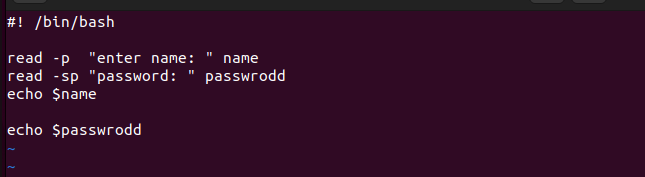 #! /bin/bash
read -p  "enter name: " name
read -sp "password: " passwrodd
echo $name
echo $passwrodd
~
~